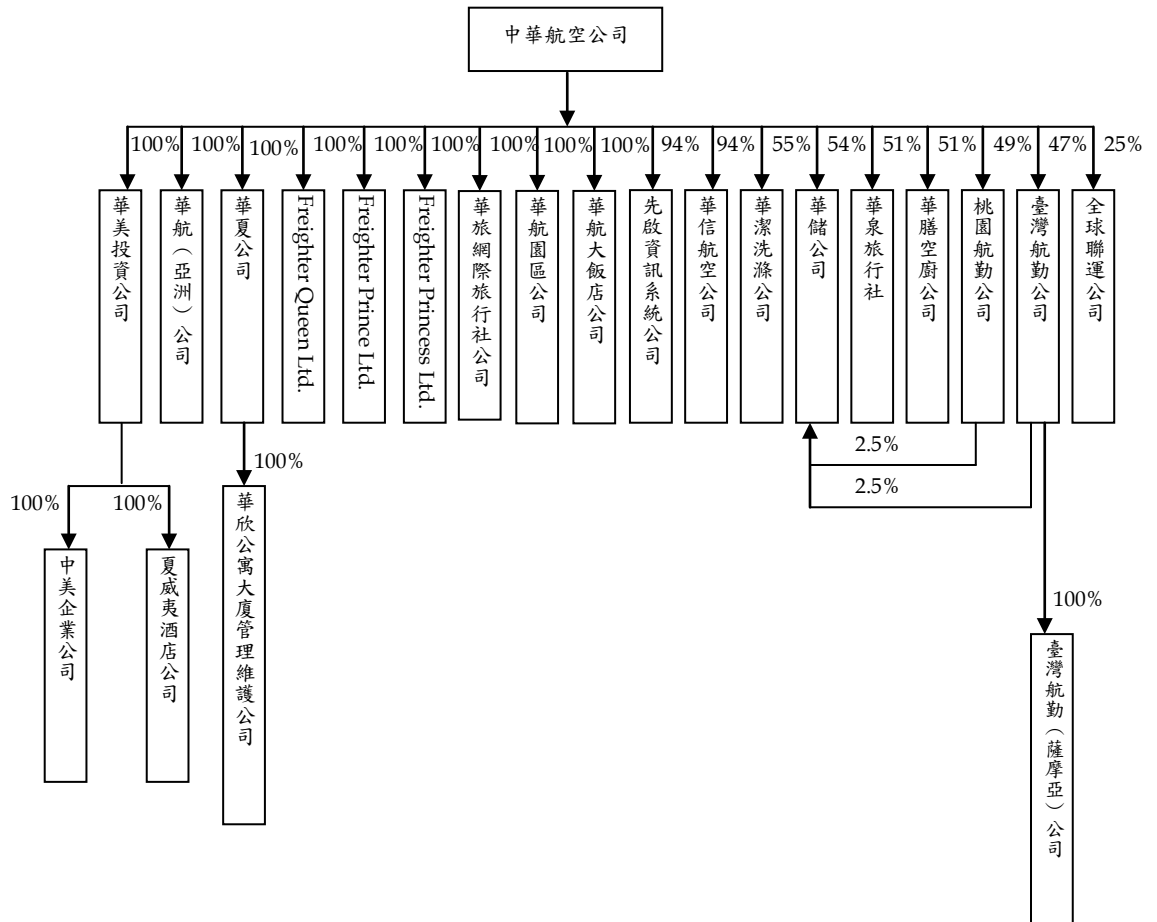 中華航空公司
100%
100%
100%
100%
100%
100%
100%
100%
100%
94%
94%
55%
54%
51%
51%
49%
47%
25%
華美投資公司
華航（亞洲）公司
華夏公司
Freighter Queen Ltd.
Freighter Prince Ltd.
Freighter Princess Ltd.
華旅網際旅行社公司
華航園區公司
華航大飯店公司
先啟資訊系統公司
華信航空公司
華潔洗滌公司
華儲公司
華泉旅行社
華膳空廚公司
桃園航勤公司
臺灣航勤公司
全球聯運公司
2.5%
2.5%
100%
100%
100%
100%
中美企業公司
夏威夷酒店公司
華欣公寓大廈管理維護公司
臺灣航勤（薩摩亞）公司